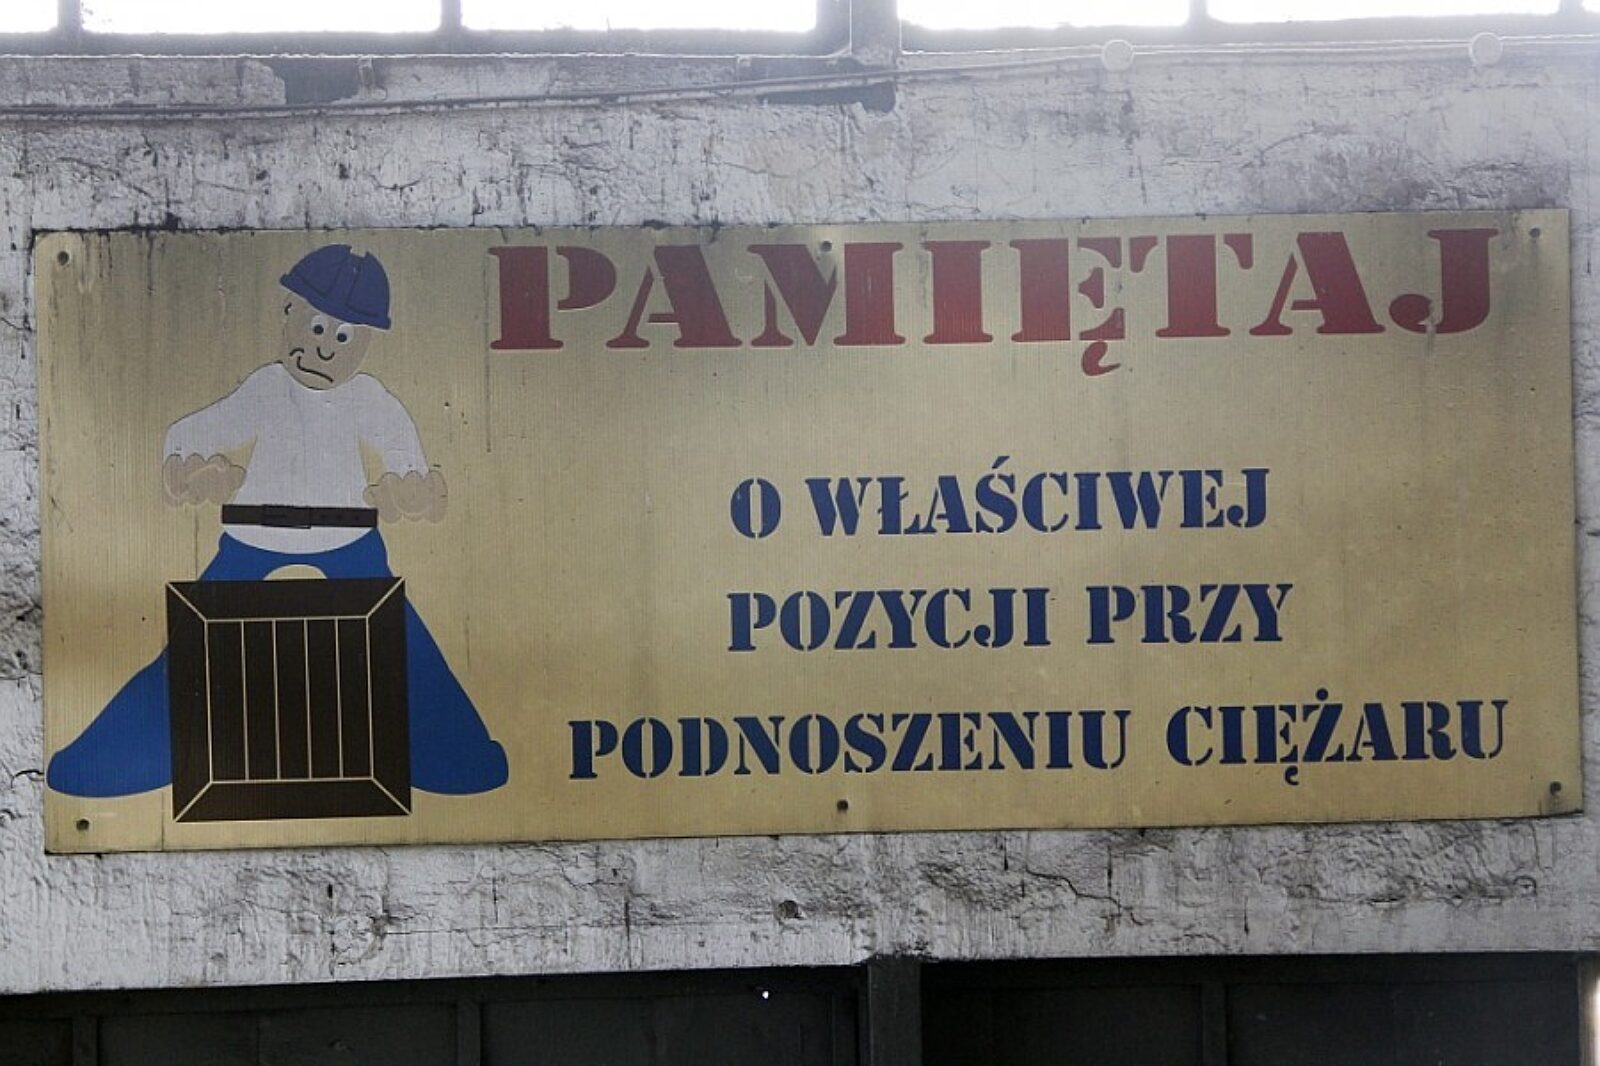 PAMIĘTAJ
O WŁAŚCIWEJ
POZYCJI PRZY
PODNOSZENIU CIĘŻARU